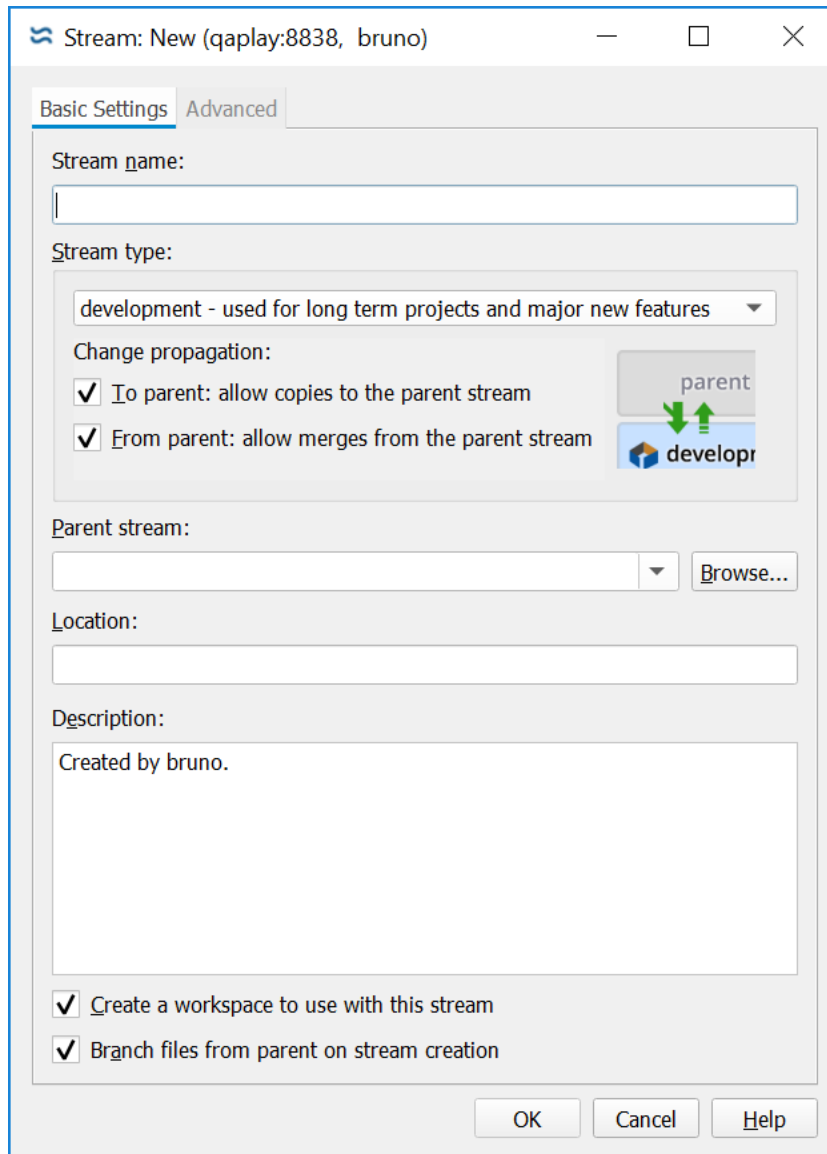 Stream: New (qaplay:8838, bruno)
Basic Settings Advanced
Stream name:
Stream type:
development - used for long term projects and major new features
Change propagation:
To parent: allow copies to the parent stream
From parent: allow merges from the parent stream
parent
developr
Parent stream:
Browse...
Location:
Description:
Created by bruno.
Create a workspace to use with this stream
Branch files from parent on stream creation
OK Cancel Help